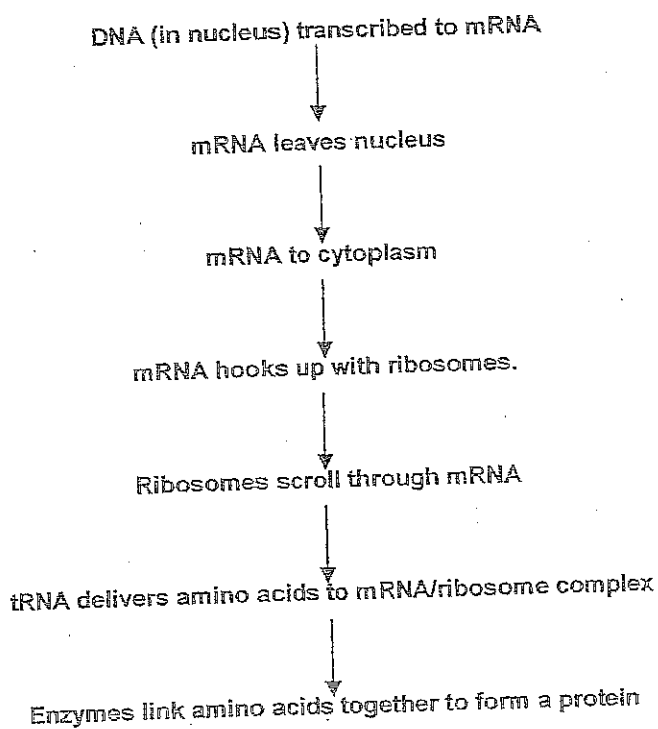 DNA (in nucleus) transcribed to mRNA
mRNA leaves nucleus
mRNA to cytoplasm
mRNA hooks up with ribosomes.
Ribosomes scroll through mRNA
tRNA delivers amino acids to mRNA/ribosome complex
Enzymes link amino acids together to form a protein